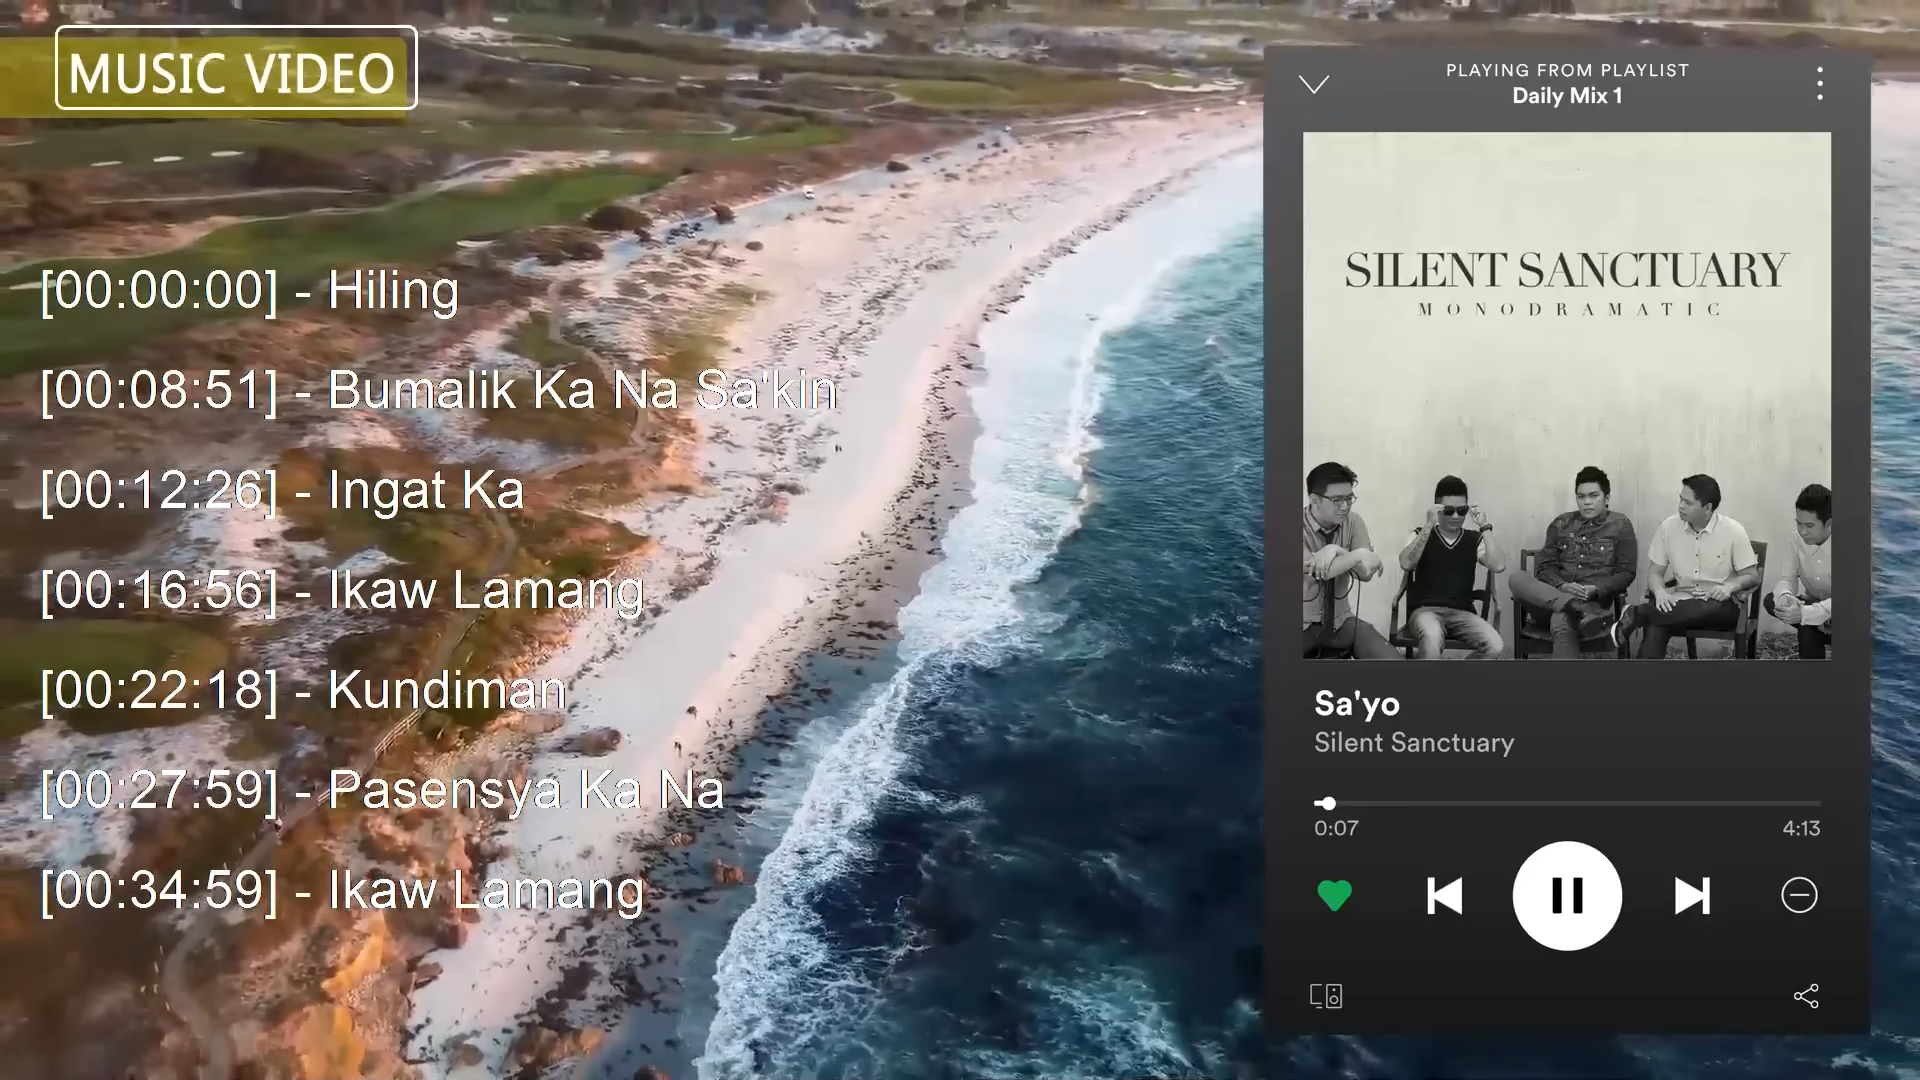 MUSIC VIDEO
[00:00:00] - Hiling
[00:08:51] - Bumalik Ka Na Sa'kin
[00:12:26] - Ingat Ka
[00:16:56] - Ikaw Lamang
[00:22:18] - Kundiman
[00:27:59] - Pasensya Ka Na
[00:34:59] - Ikaw Lamang
PLAYING FROM PLAYLIST
Daily Mix 1
SILENT SANCTUARY
MONODRAMATIC
Sa'yo
Silent Sanctuary
0:07
4:13